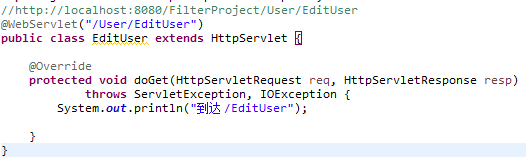 //http://localhost:8080/FilterProject/User/EditUser
@WebServlet("/User/EditUser")
public class EditUser extends HttpServlet {
@Override
protected void doGet(HttpServletRequest req, HttpServletResponse resp)
throws ServletException, IOException {
System.out.println("到达/EditUser");
}
}